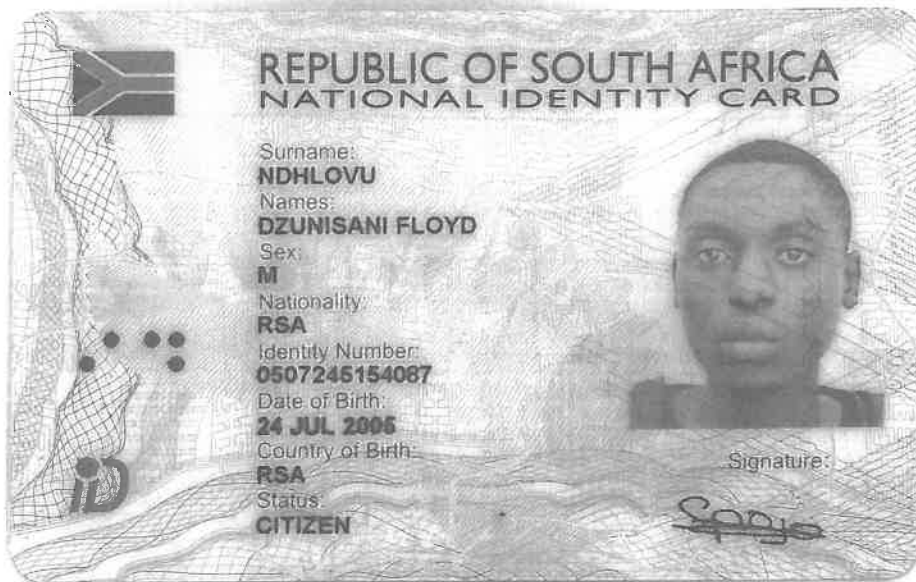 REPUBLIC OF SOUTH AFRICA
NATIONAL IDENTITY CARD
Surname:
NDHLOVU
Names:
DZUNISANI FLOYD
Sex:
M
Nationality:
RSA
Identity Number:
0507245154087
Date of Birth:
24 JUL 2005
Country of Birth:
RSA
Status:
CITIZEN
Signature:
iD